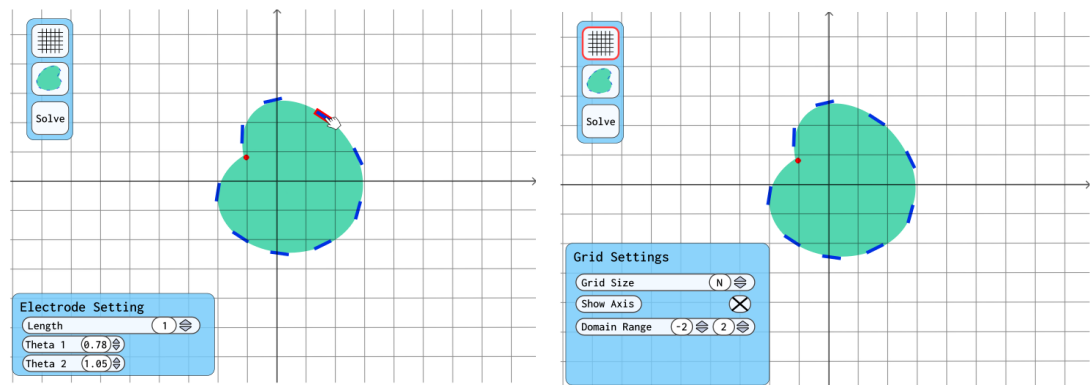 Solve
Electrode Setting
Length 1
Theta 1 0.78
Theta 2 1.05
Solve
Grid Settings
Grid Size N
Show Axis
Domain Range -2 2